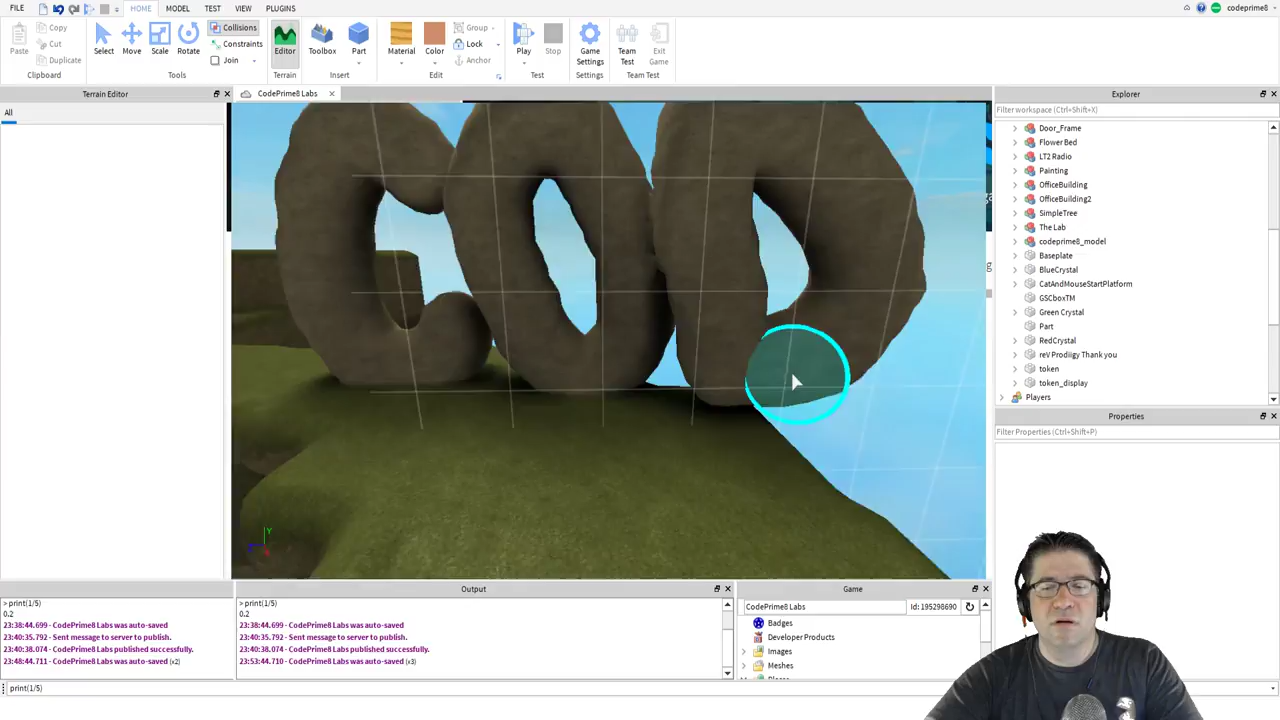 FILE
HOME MODEL TEST VIEW PLUGINS
codeprime8
Paste
Copy
Cut
Duplicate
Clipboard
Select
Move
Scale
Rotate
Collisions
Constraints
Join
Tools
Editor
Terrain
Toolbox
Part
Insert
Material
Color
Group
Lock
Anchor
Edit
Play
Stop
Test
Game
Settings
Settings
Team
Test
Exit
Game
Team Test
Terrain Editor
All
CodePrime8 Labs
COD
Explorer
Filter workspace (Ctrl+Shift+X)
Door_Frame
Flower Bed
LT2 Radio
Painting
OfficeBuilding
OfficeBuilding2
SimpleTree
The Lab
codeprime8_model
Baseplate
BlueCrystal
CatAndMouseStartPlatform
GSCboxTM
Green Crystal
Part
RedCrystal
reV Prodiigy Thank you
token
token_display
Players
Properties
Filter Properties (Ctrl+Shift+P)
Y
> print(1/5)
0.2
23:38:44.699 - CodePrime8 Labs was auto-saved
23:40:35.792 - Sent message to server to publish.
23:40:38.074 - CodePrime8 Labs published successfully.
23:48:44.711 - CodePrime8 Labs was auto-saved (x2)
Output
> print(1/5)
0.2
23:38:44.699 - CodePrime8 Labs was auto-saved
23:40:35.792 - Sent message to server to publish.
23:40:38.074 - CodePrime8 Labs published successfully.
23:53:44.710 - CodePrime8 Labs was auto-saved (x3)
Game
CodePrime8 Labs Id: 195298690
Badges
Developer Products
Images
Meshes
print(1/5)